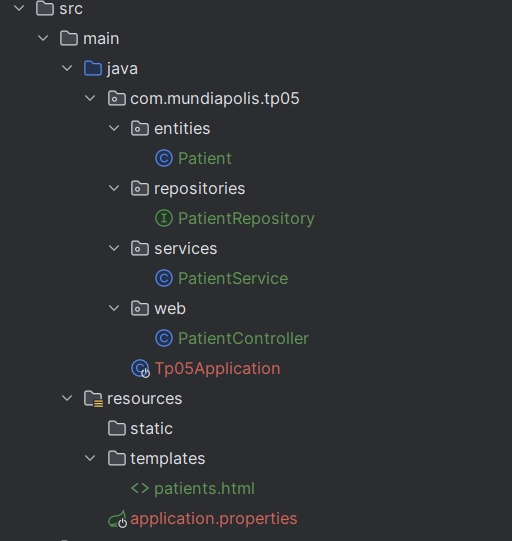 src
main
java
com.mundiapolis.tp05
entities
C Patient
repositories
I PatientRepository
services
C PatientService
web
C PatientController
C Tp05Application
resources
static
templates
<> patients.html
application.properties